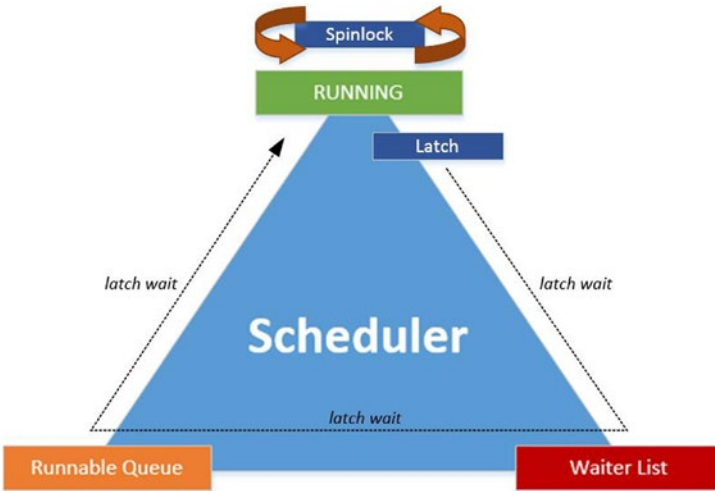 Spinlock
RUNNING
Latch
latch wait
latch wait
Scheduler
latch wait
Runnable Queue
Waiter List